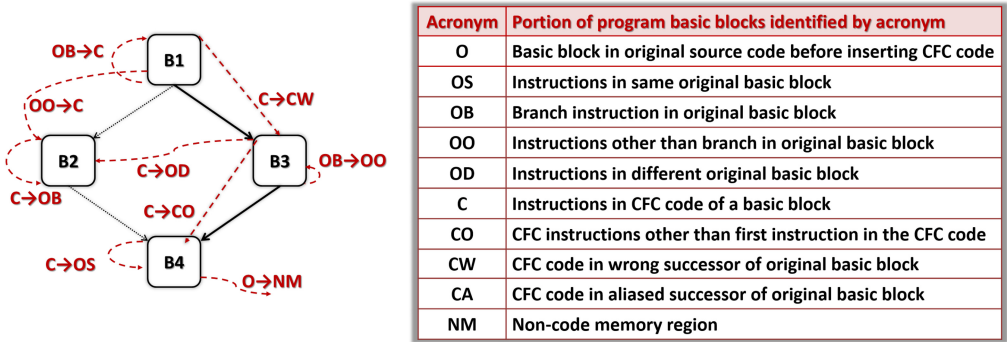 OB→C
B1
C→CW
OO→C
B2
C→OD
B3
OB→OO
C→OB
C→CO
C→OS
B4
O→NM
Acronym Portion of program basic blocks identified by acronym
O Basic block in original source code before inserting CFC code
OS Instructions in same original basic block
OB Branch instruction in original basic block
OO Instructions other than branch in original basic block
OD Instructions in different original basic block
C Instructions in CFC code of a basic block
CO CFC instructions other than first instruction in the CFC code
CW CFC code in wrong successor of original basic block
CA CFC code in aliased successor of original basic block
NM Non-code memory region